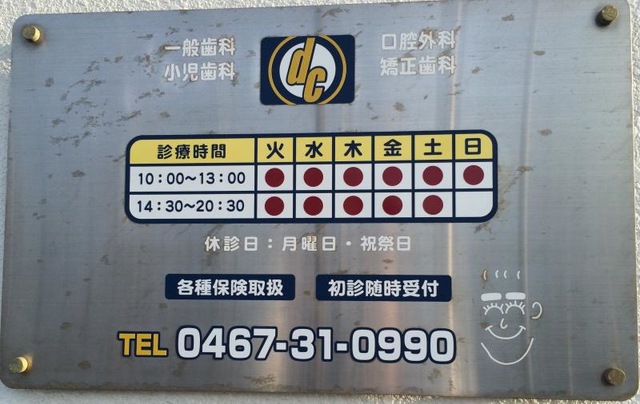 一般歯科
小児歯科
dc
口腔外科
矯正歯科
診療時間 火 水 木 金 土 日
10:00〜13:00 ● ● ● ● ● ●
14:30〜20:30 ● ● ● ● ●
休診日:月曜日・祝祭日
各種保険取扱 初診随時受付
TEL 0467-31-0990